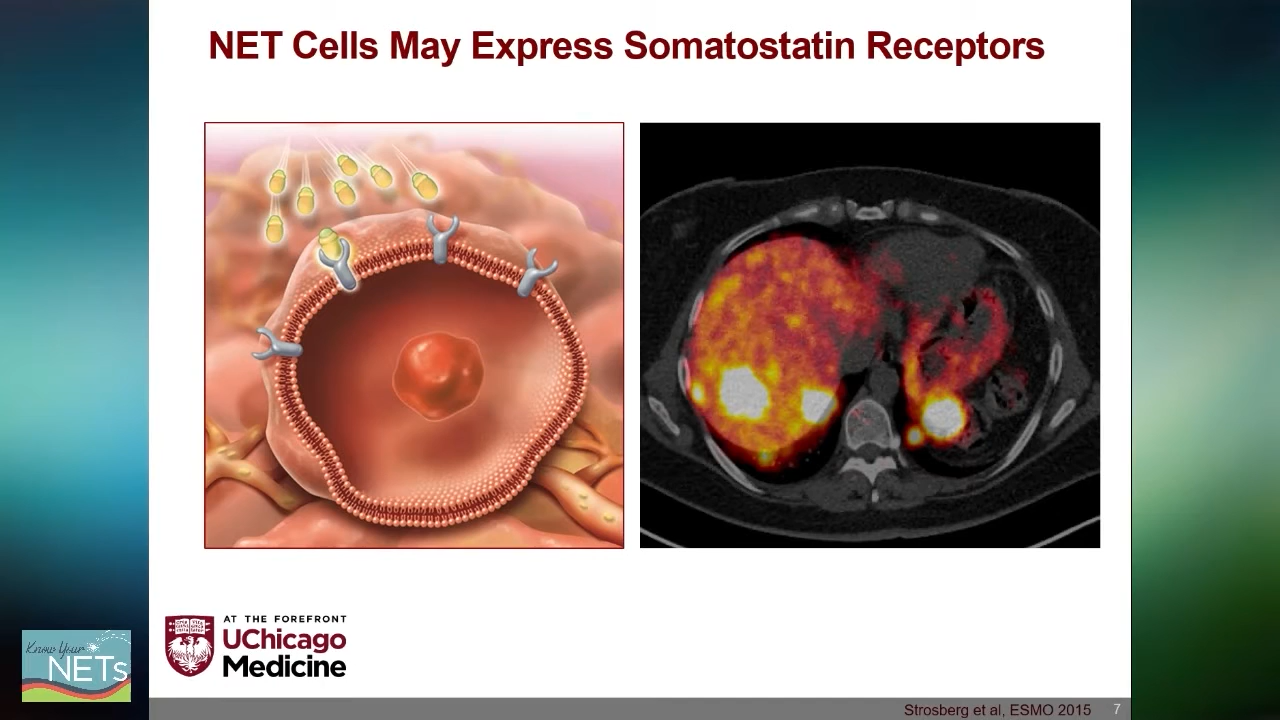 NET Cells May Express Somatostatin Receptors
AT THE FOREFRONT
UChicago
Medicine
Know Your
NETs
Strosberg et al, ESMO 2015
7